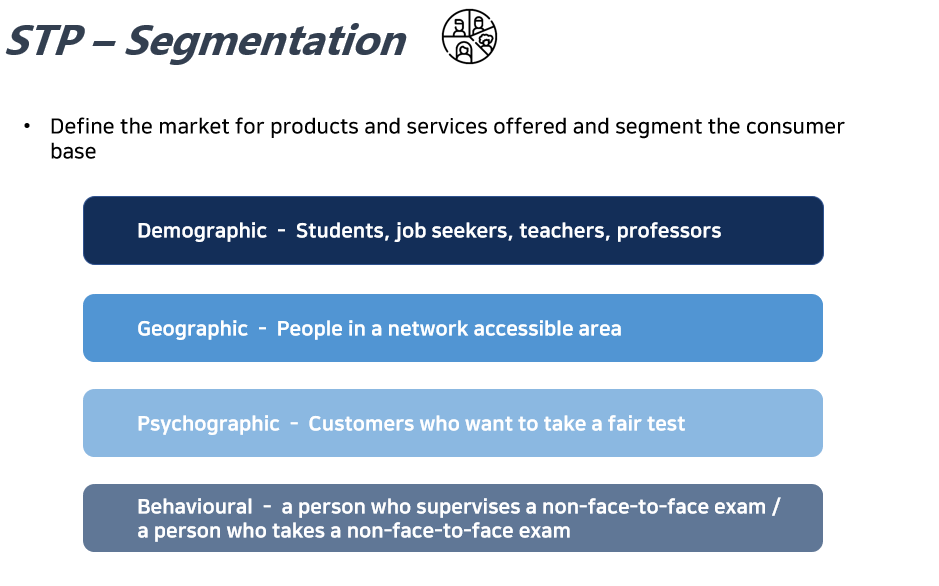 STP – Segmentation
• Define the market for products and services offered and segment the consumer
base
Demographic - Students, job seekers, teachers, professors
Geographic - People in a network accessible area
Psychographic - Customers who want to take a fair test
Behavioural - a person who supervises a non-face-to-face exam /
a person who takes a non-face-to-face exam